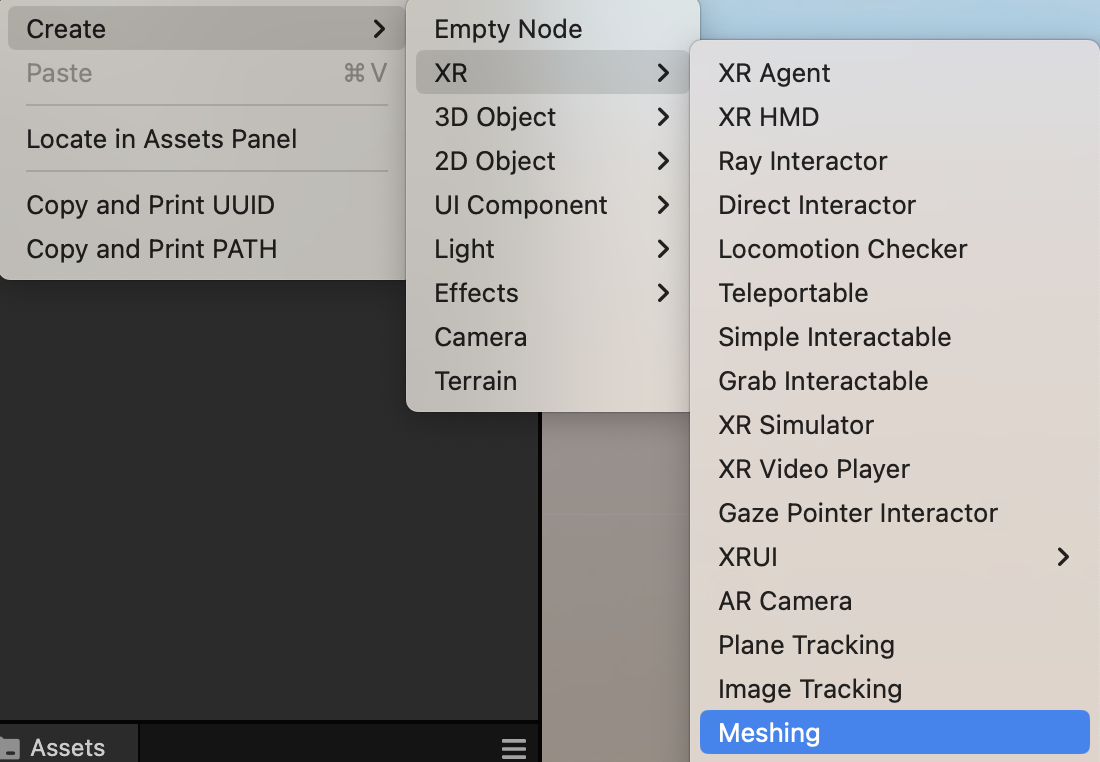 Create
Paste ⌘ V
Locate in Assets Panel
Copy and Print UUID
Copy and Print PATH
Empty Node
XR
3D Object
2D Object
UI Component
Light
Effects
Camera
Terrain
XR Agent
XR HMD
Ray Interactor
Direct Interactor
Locomotion Checker
Teleportable
Simple Interactable
Grab Interactable
XR Simulator
XR Video Player
Gaze Pointer Interactor
XRUI
AR Camera
Plane Tracking
Image Tracking
Meshing
Assets